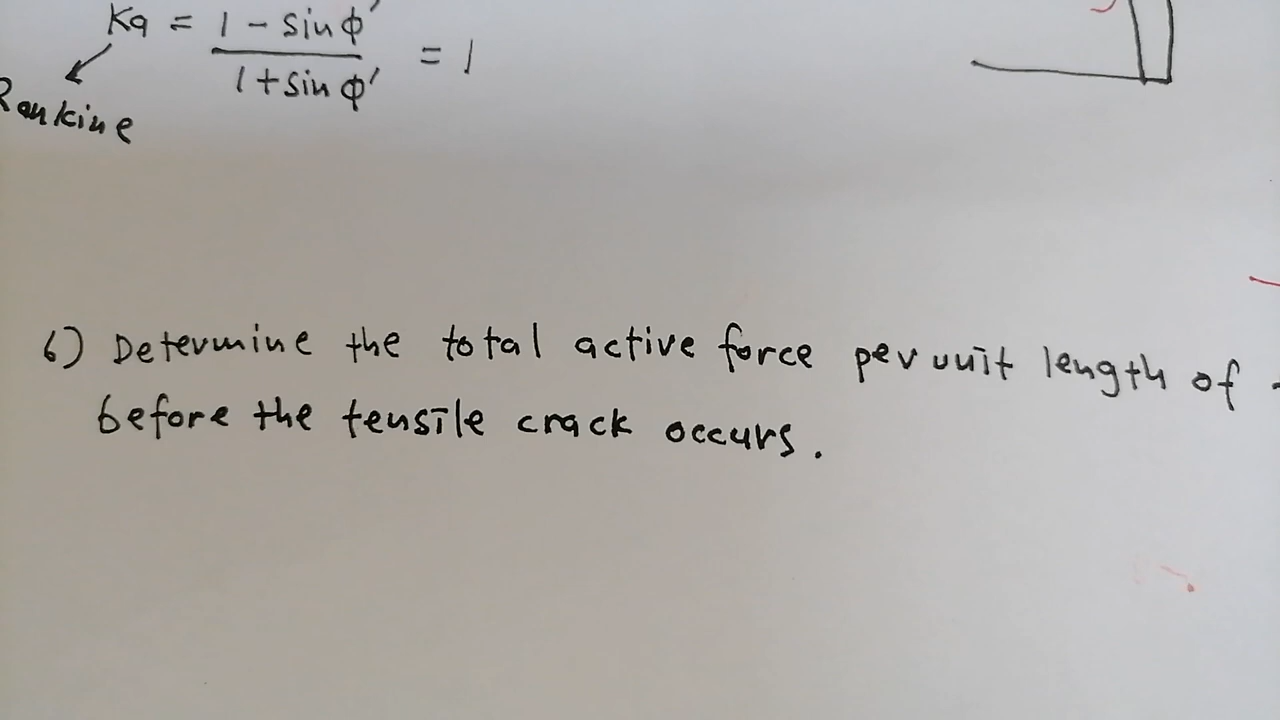 Ka = 1 - sin φ' / 1 + sin φ' = 1
Rankine
b) Determine the total active force per unit length of
before the tensile crack occurs.